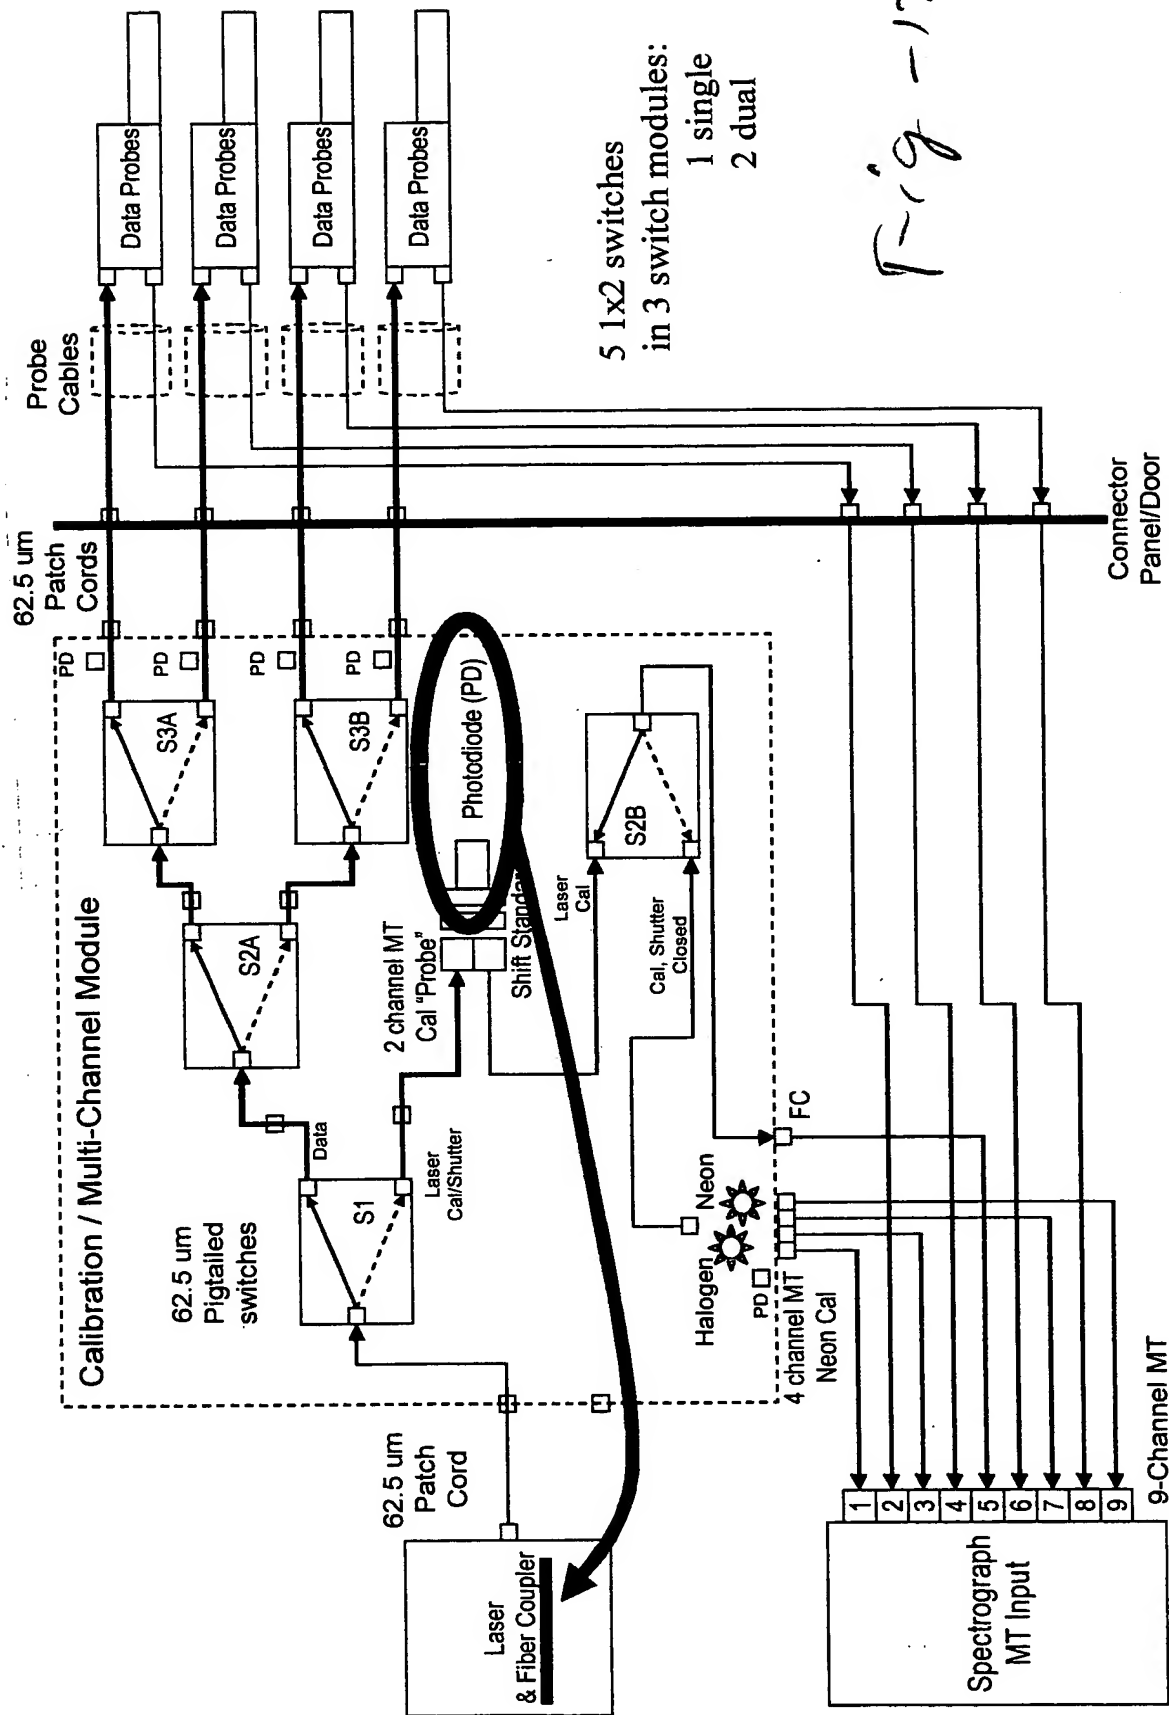 Calibration / Multi-Channel Module
62.5 um
Patch
Cords
Probe
Cables
Data Probes
Data Probes
Data Probes
Data Probes
PD
PD
PD
PD
S3A
S3B
S2A
62.5 um
Pigtailed
switches
Data
S1
Laser
Cal/Shutter
2 channel MT
Cal "Probe"
Photodiode (PD)
Laser
Cal
Cal, Shutter
Closed
S2B
5 1x2 switches
in 3 switch modules:
1 single
2 dual
62.5 um
Patch
Cord
Laser
& Fiber Coupler
Halogen
Neon
PD
FC
4 channel MT
Neon Cal
Connector
Panel/Door
Spectrograph
MT Input
1
2
3
4
5
6
7
8
9
9-Channel MT
Shift
Fig